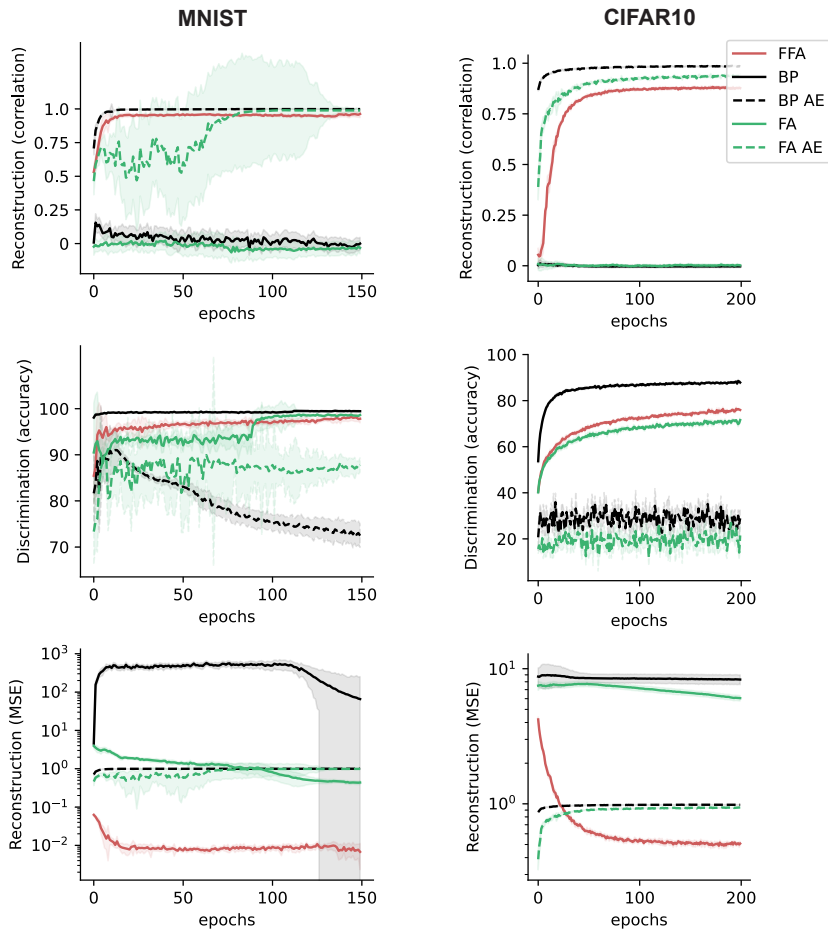 MNIST
CIFAR10
Reconstruction (correlation)
1.0
0.75
0.5
0.25
0
0
50
100
150
epochs
Reconstruction (correlation)
1.0
0.75
0.5
0.25
0
0
100
200
epochs
FFA
BP
BP AE
FA
FA AE
Discrimination (accuracy)
100
90
80
70
0
50
100
150
epochs
Discrimination (accuracy)
100
80
60
40
20
0
100
200
epochs
Reconstruction (MSE)
10³
10²
10¹
10⁰
10⁻¹
10⁻²
0
50
100
150
epochs
Reconstruction (MSE)
10¹
10⁰
0
100
200
epochs